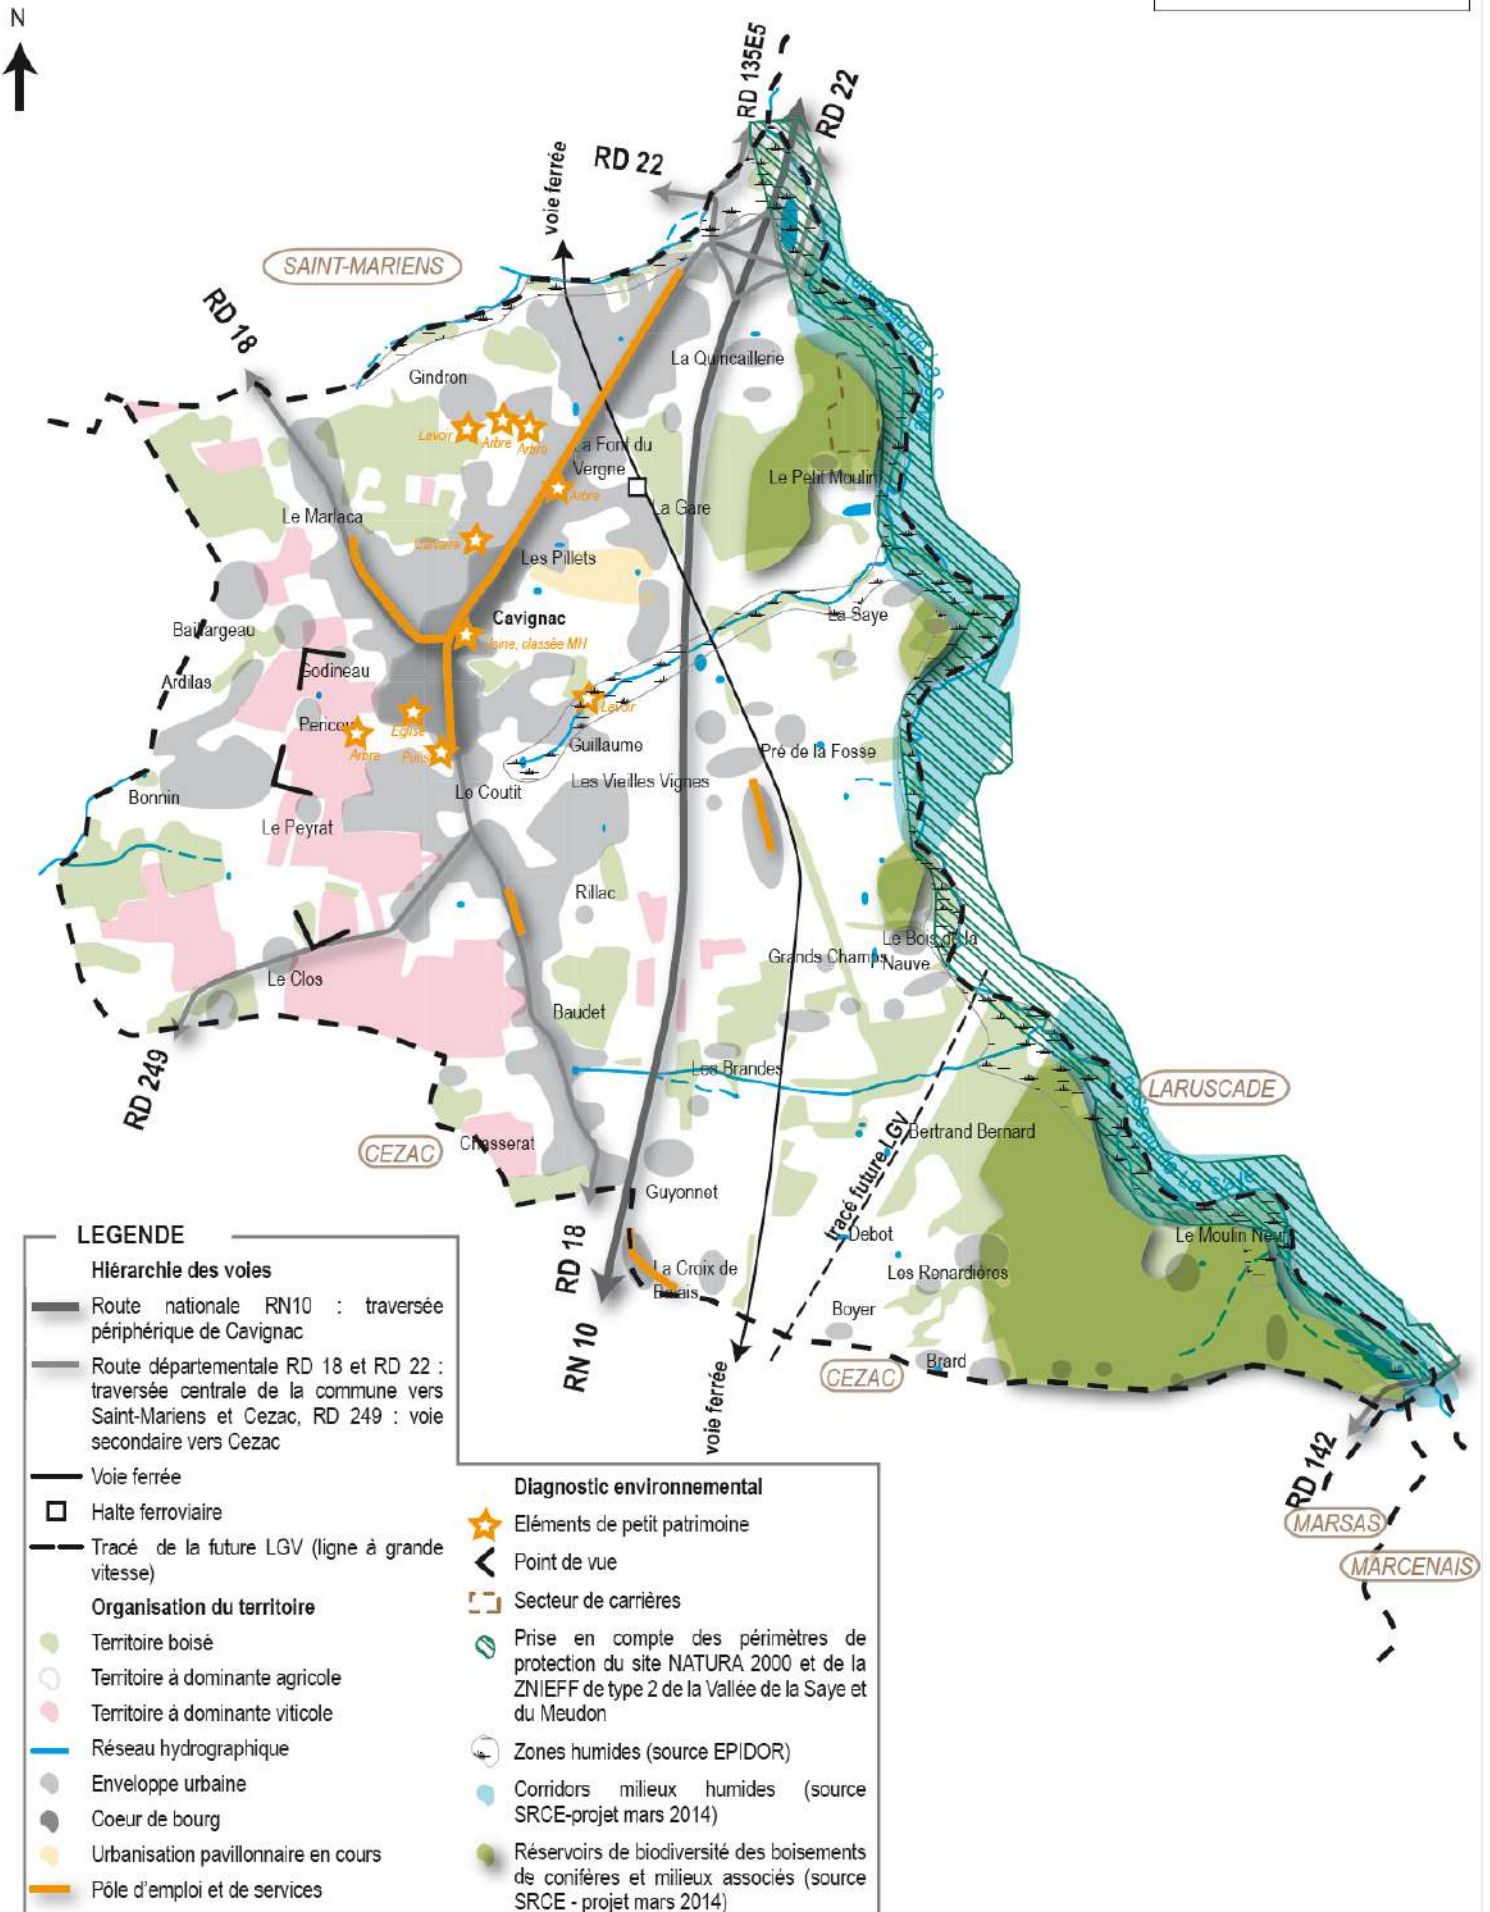 N
RD 135E5
RD 22
RD 22
voie ferrée
SAINT-MARIENS
RD 18
La Quincaillerie
Gindron
Lavoir
Arbre
Arbre
La Font du
Vergne
Arbre
Le Petit Moulin
La Gare
Le Marlaca
Calvaire
Les Pillets
Cavignac
Usine, classée MH
La Saye
Baillargeau
Godineau
Ardilas
Eglise
Arbre
Puits
Lavoir
Guillaume
Pré de la Fosse
Les Vieilles Vignes
Bonnin
Le Coutit
Le Peyrat
Rillac
Le Bois de la
Nauve
Grands Champs
Le Clos
Baudet
RD 249
Les Brandes
LARUSCADE
CEZAC
Chasserat
Bertrand Bernard
tracé future LGV
Guyonnet
Debot
Le Moulin Neuf
RD 18
La Croix de
Les Renardières
Boyer
RN 10
Brard
CEZAC
voie ferrée
RD 142
MARSAS
MARCENAIS
LEGENDE
Hiérarchie des voies
Route nationale RN10 : traversée
périphérique de Cavignac
Route départementale RD 18 et RD 22 :
traversée centrale de la commune vers
Saint-Mariens et Cezac, RD 249 : voie
secondaire vers Cezac
Voie ferrée
Halte ferroviaire
Tracé de la future LGV (ligne à grande
vitesse)
Organisation du territoire
Territoire boisé
Territoire à dominante agricole
Territoire à dominante viticole
Réseau hydrographique
Enveloppe urbaine
Coeur de bourg
Urbanisation pavillonnaire en cours
Pôle d'emploi et de services
Diagnostic environnemental
Eléments de petit patrimoine
Point de vue
Secteur de carrières
Prise en compte des périmètres de
protection du site NATURA 2000 et de la
ZNIEFF de type 2 de la Vallée de la Saye et
du Meudon
Zones humides (source EPIDOR)
Corridors milieux humides (source
SRCE-projet mars 2014)
Réservoirs de biodiversité des boisements
de conifères et milieux associés (source
SRCE - projet mars 2014)